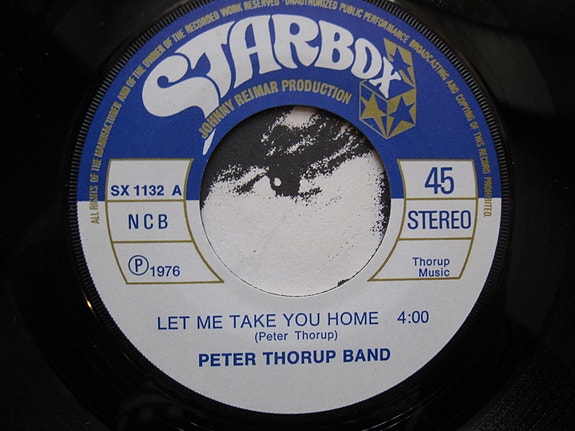 ALL RIGHTS OF THE MANUFACTURER AND OF THE OWNER OF THE RECORDED WORK RESERVED · UNAUTHORIZED PUBLIC PERFORMANCE BROADCASTING AND COPYING OF THIS RECORD PROHIBITED.
STARBOX
JOHNNY REIMAR PRODUCTION
SX 1132 A
45
NCB
STEREO
Ⓟ 1976
Thorup
Music
LET ME TAKE YOU HOME 4:00
(Peter Thorup)
PETER THORUP BAND